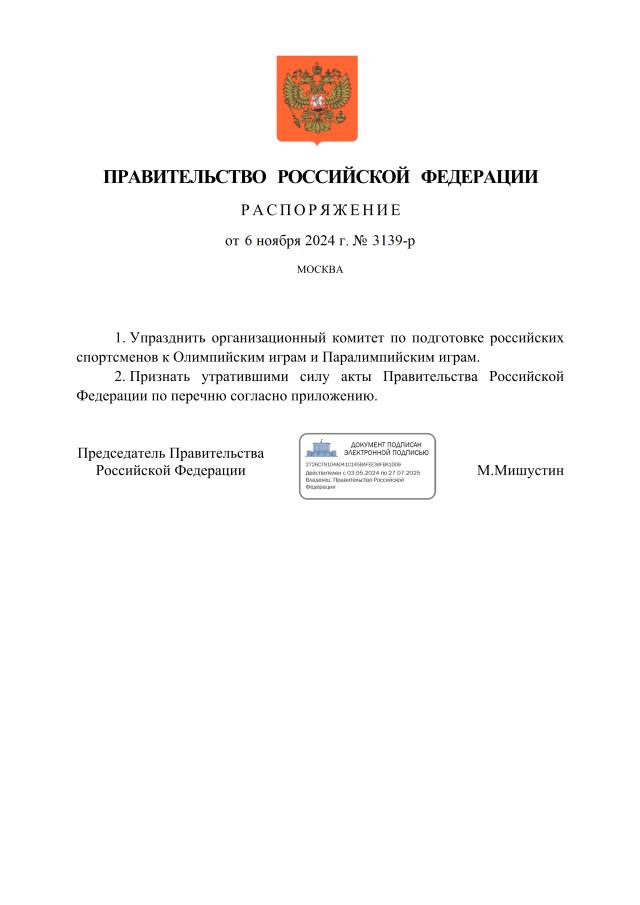 ПРАВИТЕЛЬСТВО РОССИЙСКОЙ ФЕДЕРАЦИИ
РАСПОРЯЖЕНИЕ
от 6 ноября 2024 г. № 3139-р
МОСКВА
1. Упразднить организационный комитет по подготовке российских
спортсменов к Олимпийским играм и Паралимпийским играм.
2. Признать утратившими силу акты Правительства Российской
Федерации по перечню согласно приложению.
Председатель Правительства
Российской Федерации
ДОКУМЕНТ ПОДПИСАН
ЭЛЕКТРОННОЙ ПОДПИСЬЮ
Действителен с 03.05.2024 по 27.07.2025
Владелец: Правительство Российской
Федерации
М.Мишустин